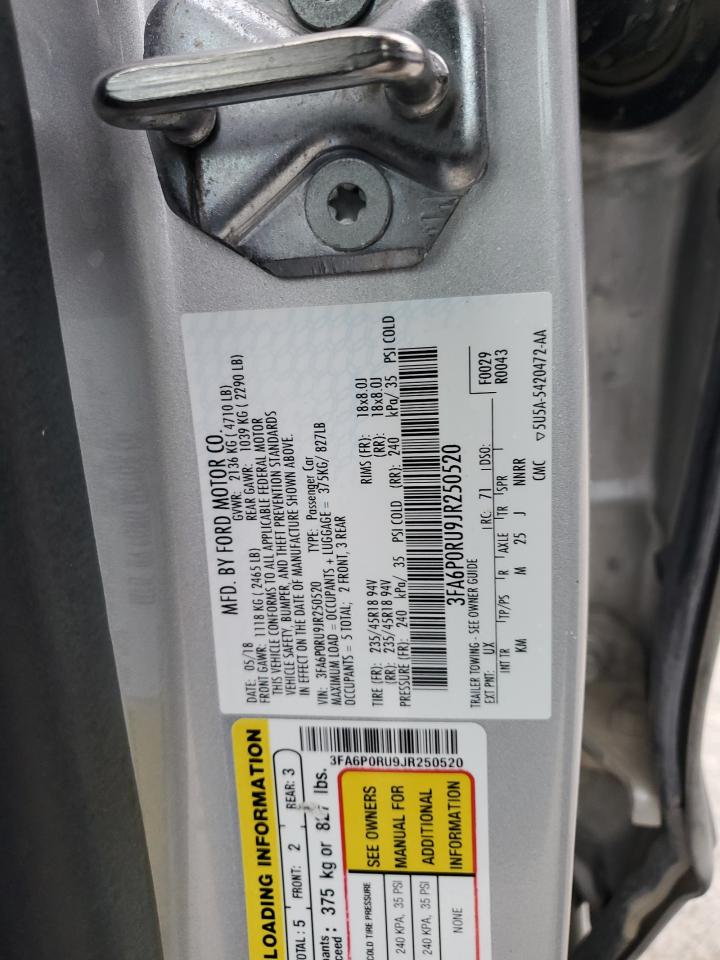 MFD. BY FORD MOTOR CO.
DATE: 05/18 GVWR: 2136 KG ( 4710 LB)
FRONT GAWR: 1118 KG ( 2465 LB) REAR GAWR: 1039 KG ( 2290 LB)
THIS VEHICLE CONFORMS TO ALL APPLICABLE FEDERAL MOTOR
VEHICLE SAFETY, BUMPER, AND THEFT PREVENTION STANDARDS
IN EFFECT ON THE DATE OF MANUFACTURE SHOWN ABOVE.
VIN: 3FA6P0RU9JR250520 TYPE: Passenger Car
MAXIMUM LOAD = OCCUPANTS + LUGGAGE = 375KG/ 827LB
OCCUPANTS = 5 TOTAL; 2 FRONT, 3 REAR
TIRE (FR): 235/45R18 94V RIMS (FR): 18x8.0J
(RR): 235/45R18 94V (RR): 18x8.0J
PRESSURE (FR): 240 kPa/ 35 PSI COLD (RR): 240 kPa/ 35 PSI COLD
3FA6P0RU9JR250520
TRAILER TOWING - SEE OWNER GUIDE
EXT PNT: UX RC: 71 DSO: F0029
R0043
INT TR TP/PS R AXLE TR SPR
KM M 25 J NNRR
CMC ▽5U5A-5420472-AA
LOADING INFORMATION
OTAL: 5 FRONT: 2 REAR: 3
pants
ceed: 375 kg or 827 lbs.
3FA6P0RU9JR250520
COLD TIRE PRESSURE SEE OWNERS
240 KPA, 35 PSI MANUAL FOR
240 KPA, 35 PSI ADDITIONAL
NONE INFORMATION